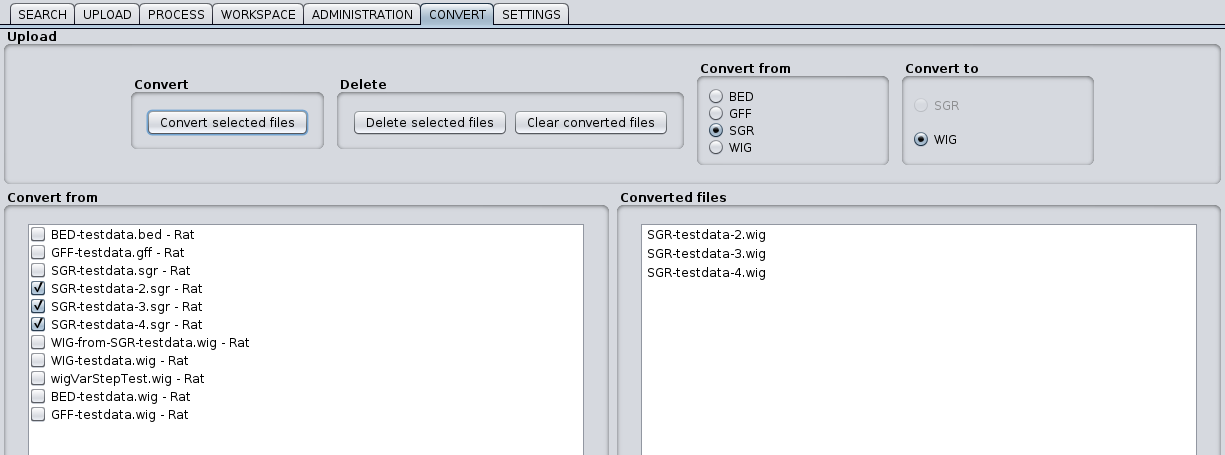 SEARCH UPLOAD PROCESS WORKSPACE ADMINISTRATION CONVERT SETTINGS
Upload
Convert
Convert selected files
Delete
Delete selected files Clear converted files
Convert from
BED
GFF
SGR
WIG
Convert to
SGR
WIG
Convert from
BED-testdata.bed - Rat
GFF-testdata.gff - Rat
SGR-testdata.sgr - Rat
SGR-testdata-2.sgr - Rat
SGR-testdata-3.sgr - Rat
SGR-testdata-4.sgr - Rat
WIG-from-SGR-testdata.wig - Rat
WIG-testdata.wig - Rat
wigVarStepTest.wig - Rat
BED-testdata.wig - Rat
GFF-testdata.wig - Rat
Converted files
SGR-testdata-2.wig
SGR-testdata-3.wig
SGR-testdata-4.wig